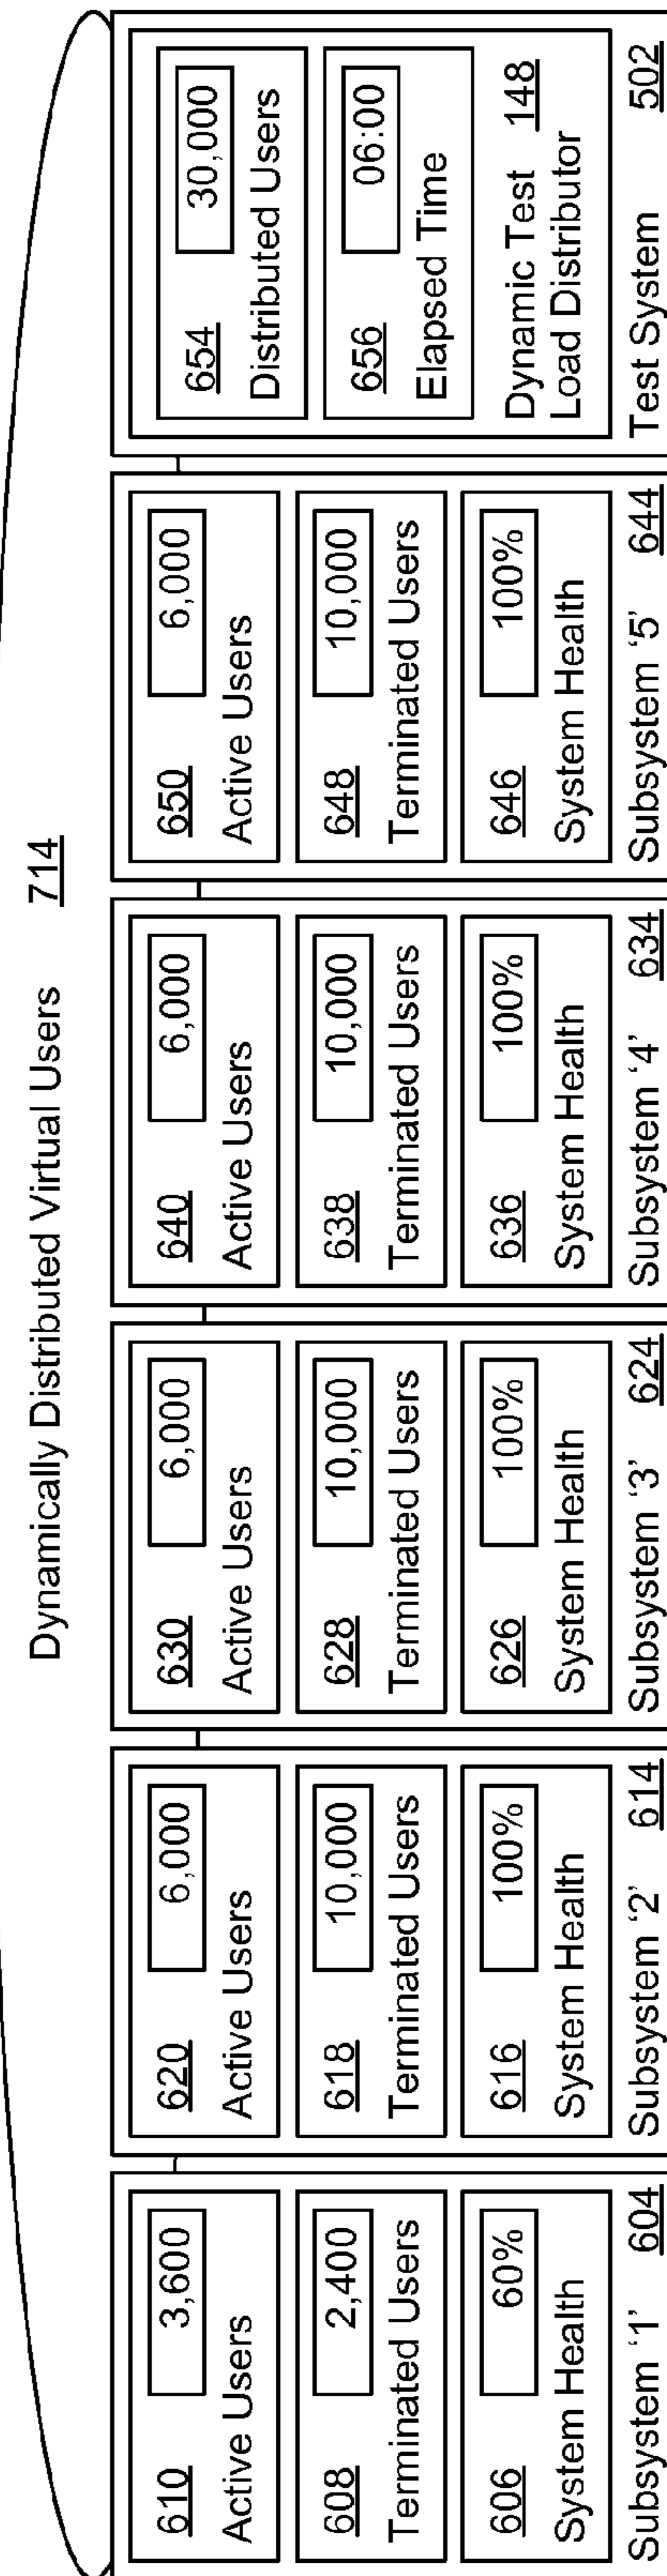 Dynamically Distributed Virtual Users 714
610 3,600
Active Users
608 2,400
Terminated Users
606 60%
System Health
Subsystem ‘1’ 604
620 6,000
Active Users
618 10,000
Terminated Users
616 100%
System Health
Subsystem ‘2’ 614
630 6,000
Active Users
628 10,000
Terminated Users
626 100%
System Health
Subsystem ‘3’ 624
640 6,000
Active Users
638 10,000
Terminated Users
636 100%
System Health
Subsystem ‘4’ 634
650 6,000
Active Users
648 10,000
Terminated Users
646 100%
System Health
Subsystem ‘5’ 644
654 30,000
Distributed Users
656 06:00
Elapsed Time
Dynamic Test 148
Load Distributor
Test System 502